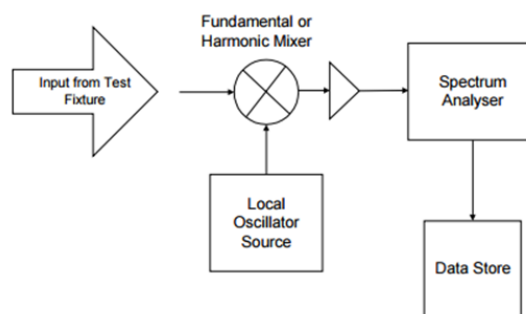 Fundamental or
Harmonic Mixer
Input from Test
Fixture
Spectrum
Analyser
Local
Oscillator
Source
Data Store